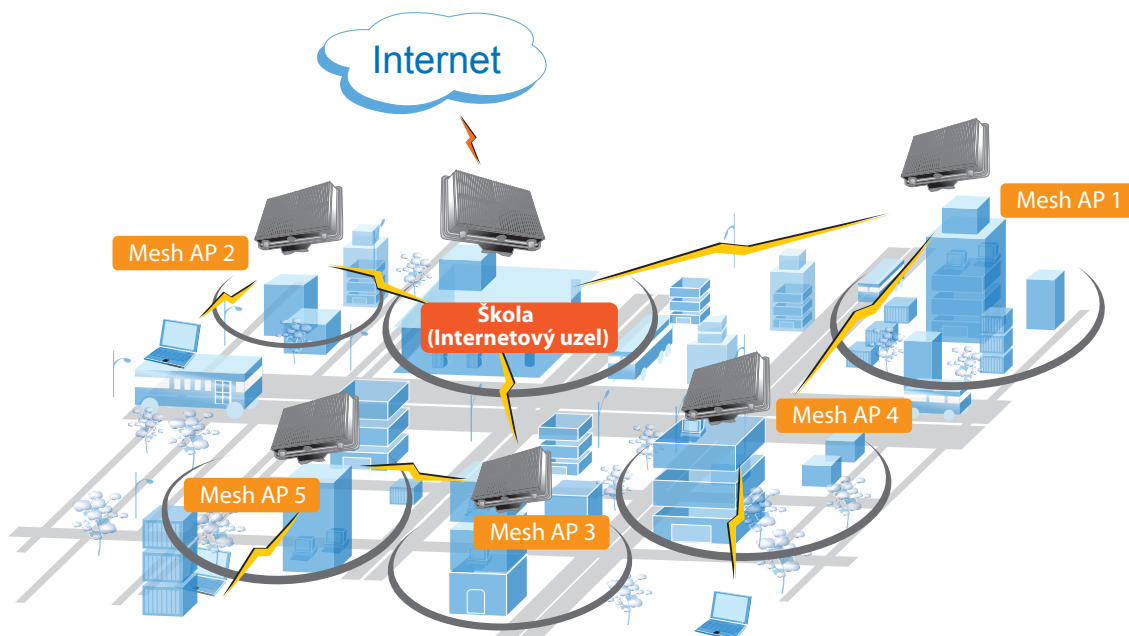 Internet
Mesh AP 1
Mesh AP 2
Škola
(Internetový uzel)
Mesh AP 4
Mesh AP 5
Mesh AP 3